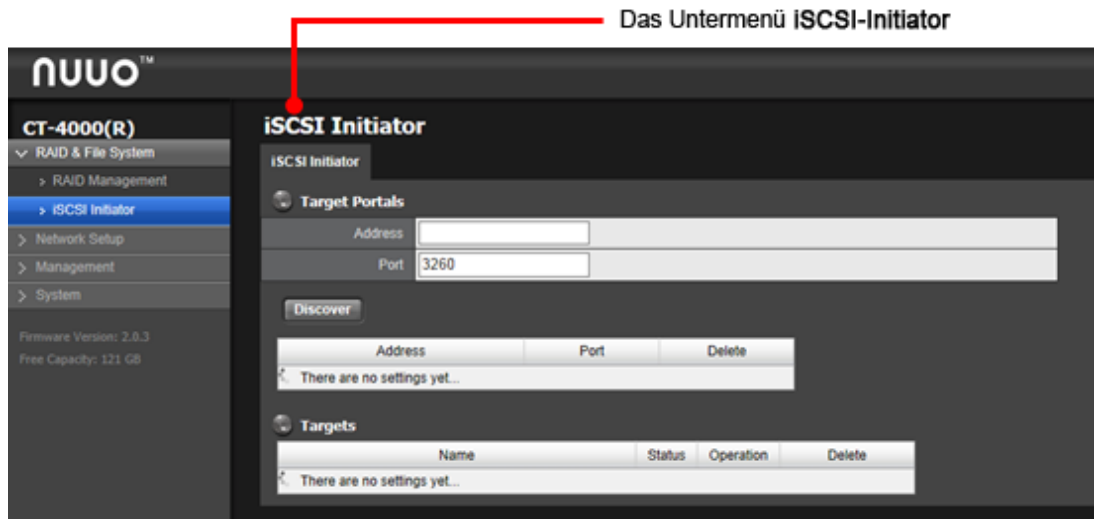 Das Untermenü iSCSI-Initiator
nuuo™
CT-4000(R)
RAID & File System
> RAID Management
> iSCSI Initiator
> Network Setup
> Management
> System
Firmware Version: 2.0.3
Free Capacity: 121 GB
iSCSI Initiator
iSCSI Initiator
Target Portals
Address
Port 3260
Discover
Address Port Delete
There are no settings yet...
Targets
Name Status Operation Delete
There are no settings yet...